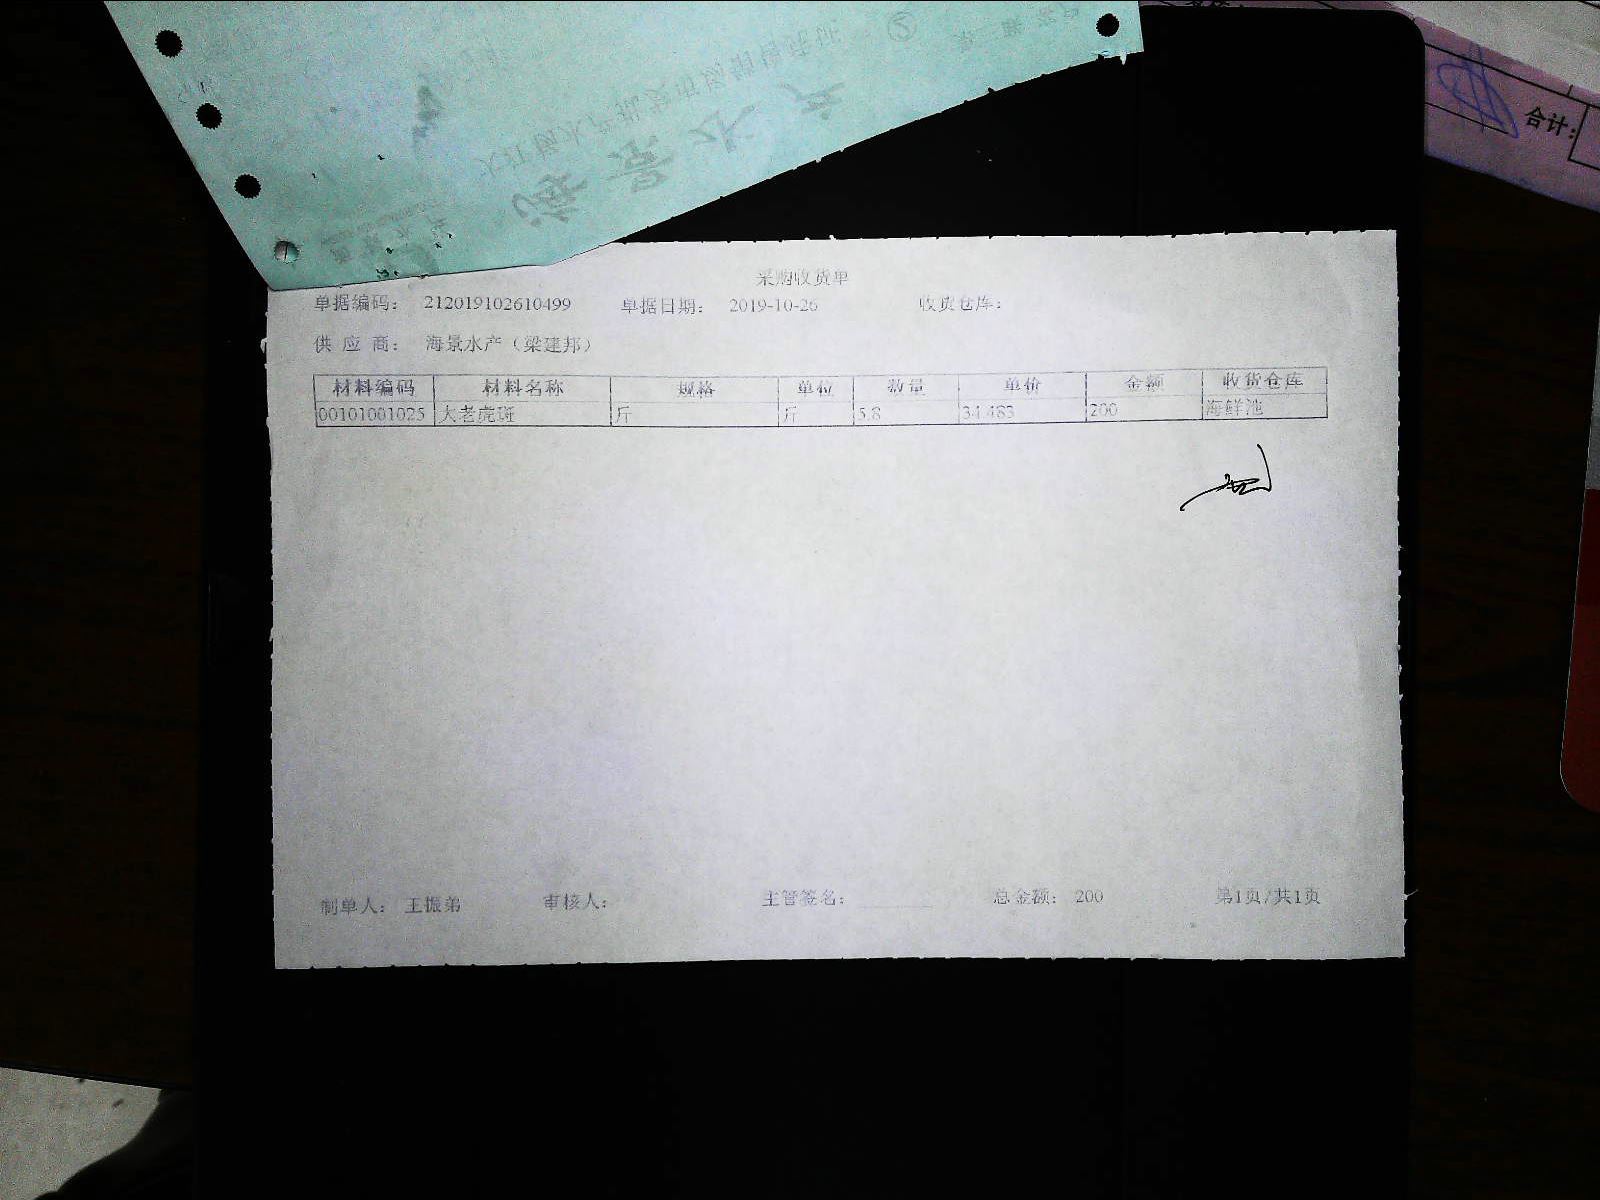 合计:
采购收货单
单据编码: 212019102610499 单据日期: 2019-10-26 收货仓库:
供 应 商: 海景水产（梁建邦）
材料编码 材料名称 规格 单位 数量 单价 金额 收货仓库
00101001025 大老虎斑 斤 斤 5.8 34.483 200 海鲜池
制单人: 王振弟 审核人: 主管签名: 总金额: 200 第1页/共1页